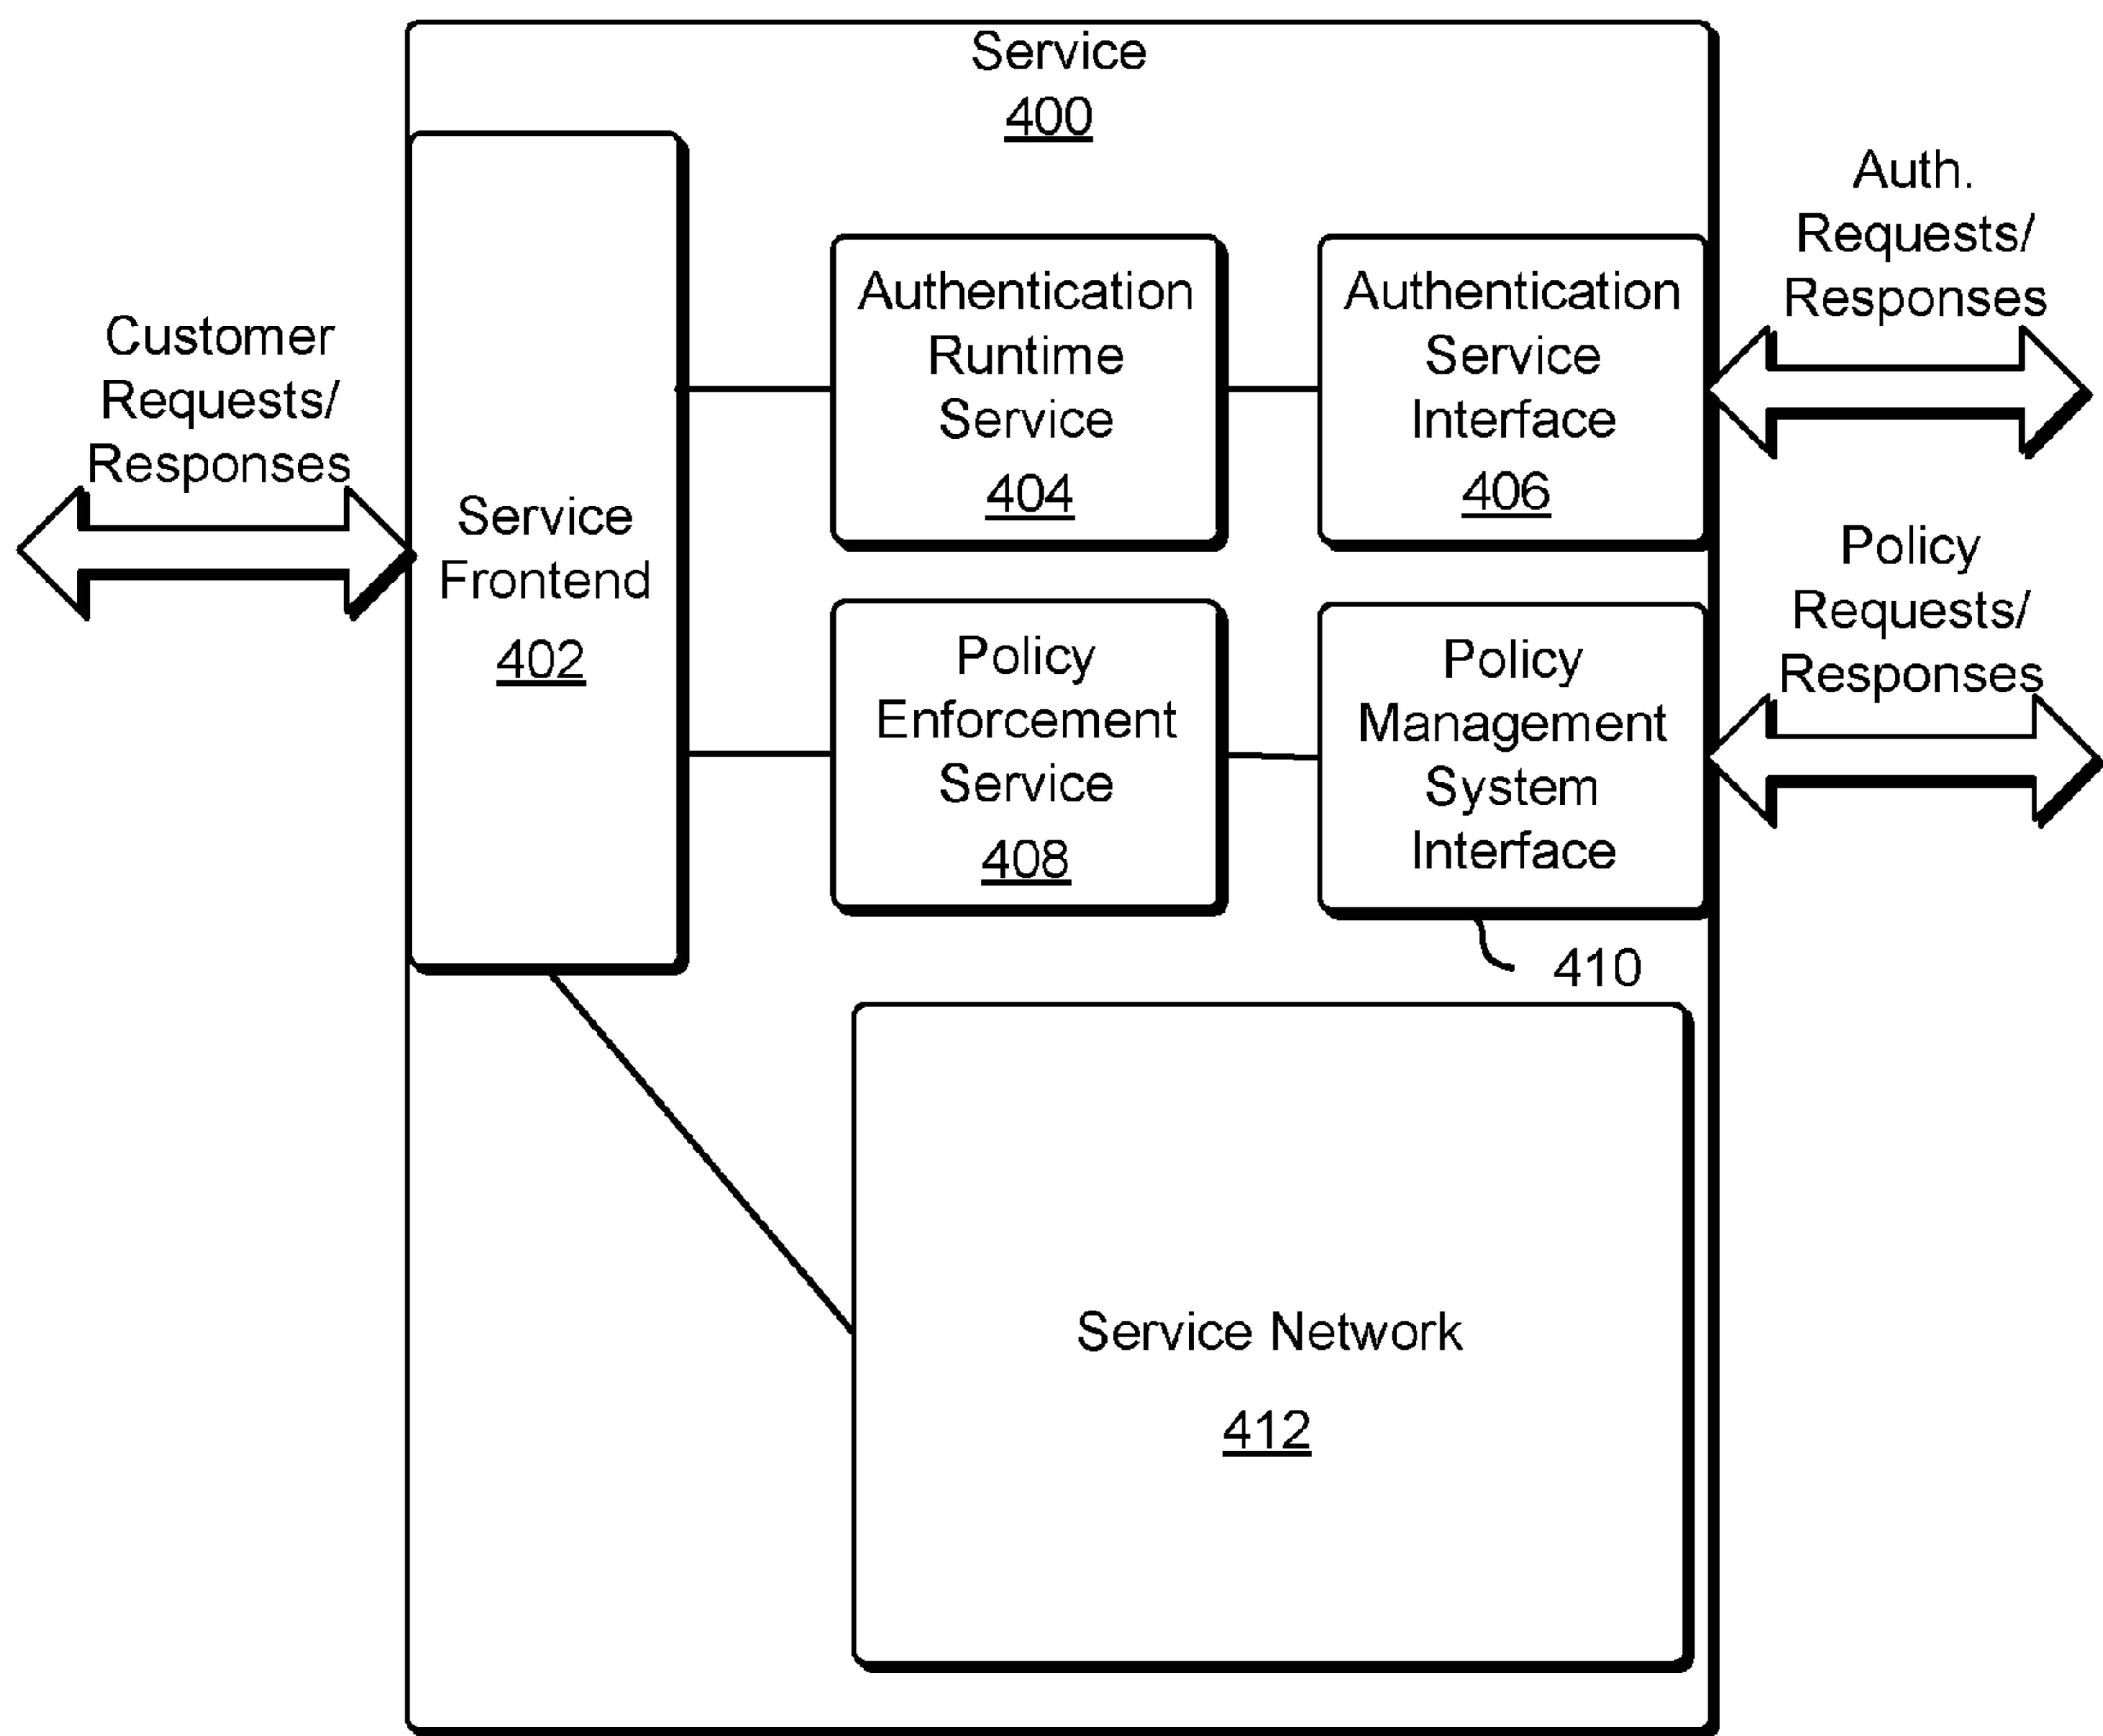 Service
400
Customer
Requests/
Responses
Service
Frontend
402
Authentication
Runtime
Service
404
Authentication
Service
Interface
406
Auth.
Requests/
Responses
Policy
Enforcement
Service
408
Policy
Management
System
Interface
410
Policy
Requests/
Responses
Service Network
412